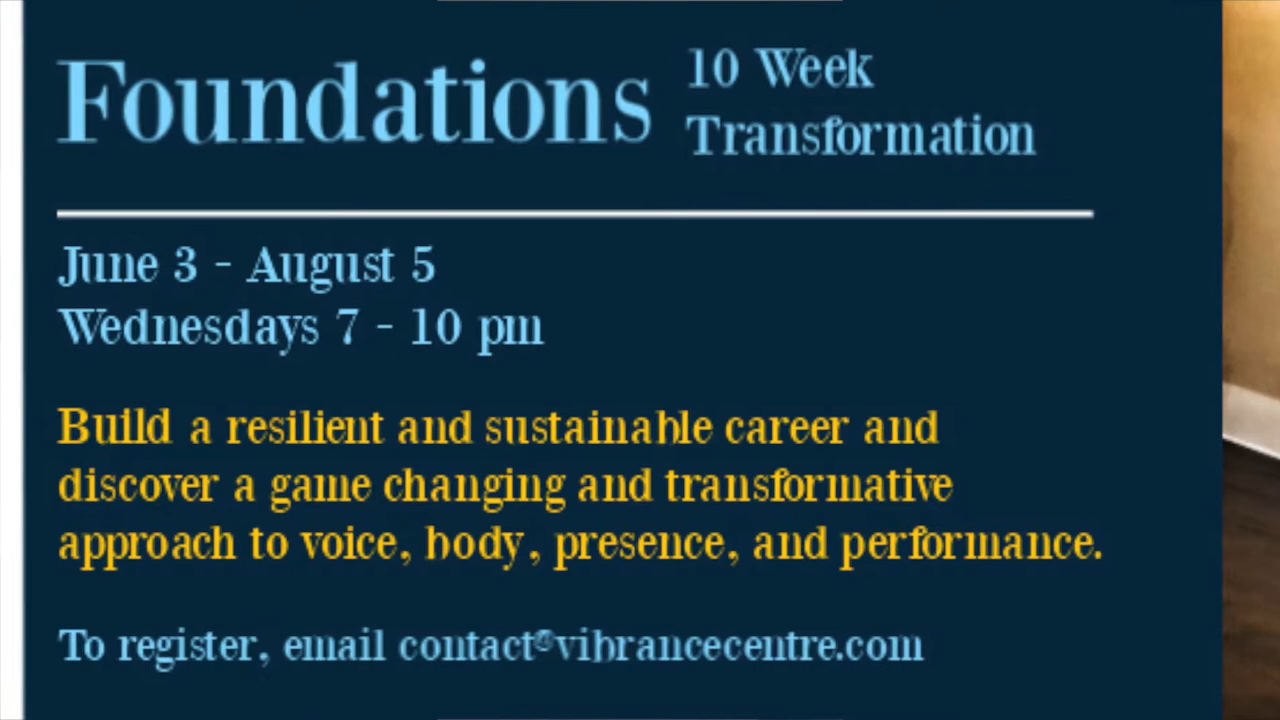 Foundations
10 Week
Transformation
June 3 - August 5
Wednesdays 7 - 10 pm
Build a resilient and sustainable career and
discover a game changing and transformative
approach to voice, body, presence, and performance.
To register, email contact@vibrancecentre.com